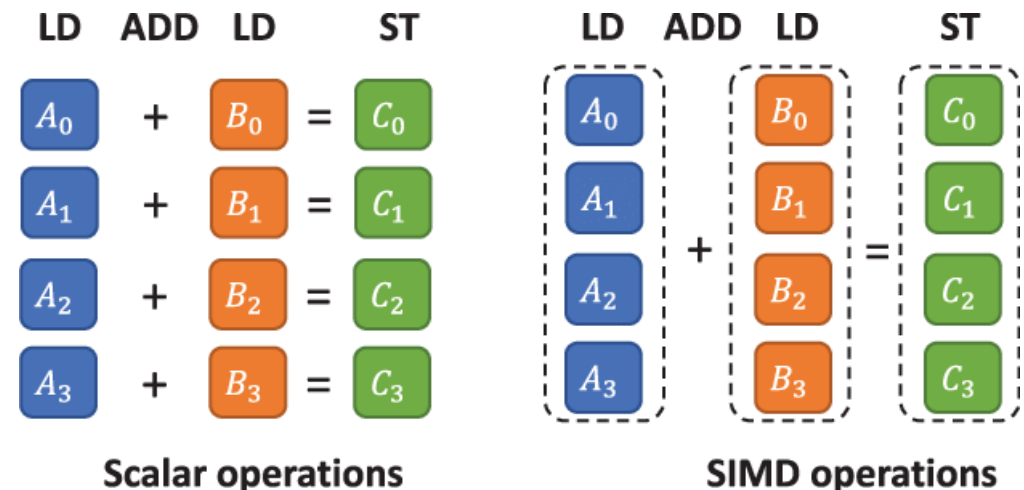 LD ADD LD ST LD ADD LD ST
A₀ + B₀ = C₀ A₀ B₀ C₀
A₁ + B₁ = C₁ A₁ B₁ C₁
+ =
A₂ + B₂ = C₂ A₂ B₂ C₂
A₃ + B₃ = C₃ A₃ B₃ C₃
Scalar operations SIMD operations